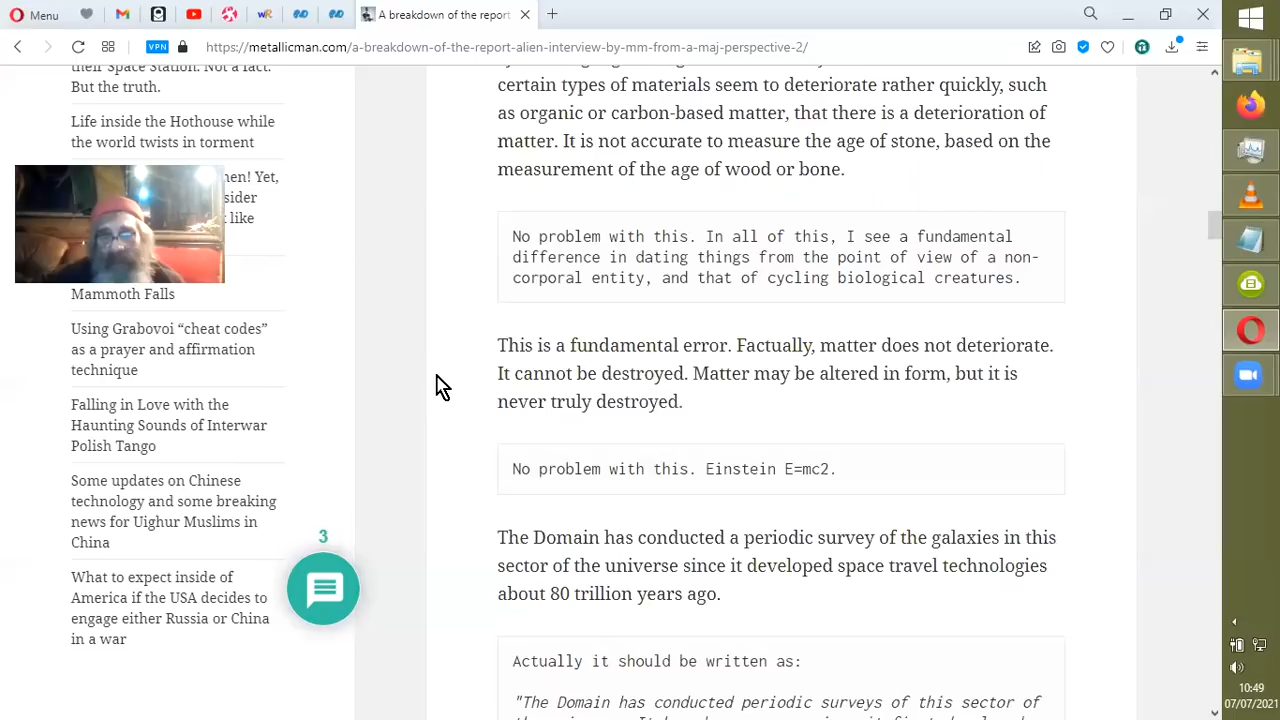 Menu
A breakdown of the report
VPN
https://metallicman.com/a-breakdown-of-the-report-alien-interview-by-mm-from-a-maj-perspective-2/
their Space Station. Not a fact.
But the truth.
Life inside the Hothouse while
the world twists in torment
men! Yet,
sider
like
Mammoth Falls
Using Grabovoi “cheat codes”
as a prayer and affirmation
technique
Falling in Love with the
Haunting Sounds of Interwar
Polish Tango
Some updates on Chinese
technology and some breaking
news for Uighur Muslims in
China
What to expect inside of
America if the USA decides to
engage either Russia or China
in a war
3
certain types of materials seem to deteriorate rather quickly, such
as organic or carbon-based matter, that there is a deterioration of
matter. It is not accurate to measure the age of stone, based on the
measurement of the age of wood or bone.
No problem with this. In all of this, I see a fundamental
difference in dating things from the point of view of a non-
corporal entity, and that of cycling biological creatures.
This is a fundamental error. Factually, matter does not deteriorate.
It cannot be destroyed. Matter may be altered in form, but it is
never truly destroyed.
No problem with this. Einstein E=mc2.
The Domain has conducted a periodic survey of the galaxies in this
sector of the universe since it developed space travel technologies
about 80 trillion years ago.
Actually it should be written as:
"The Domain has conducted periodic surveys of this sector of
10:49
07/07/2021